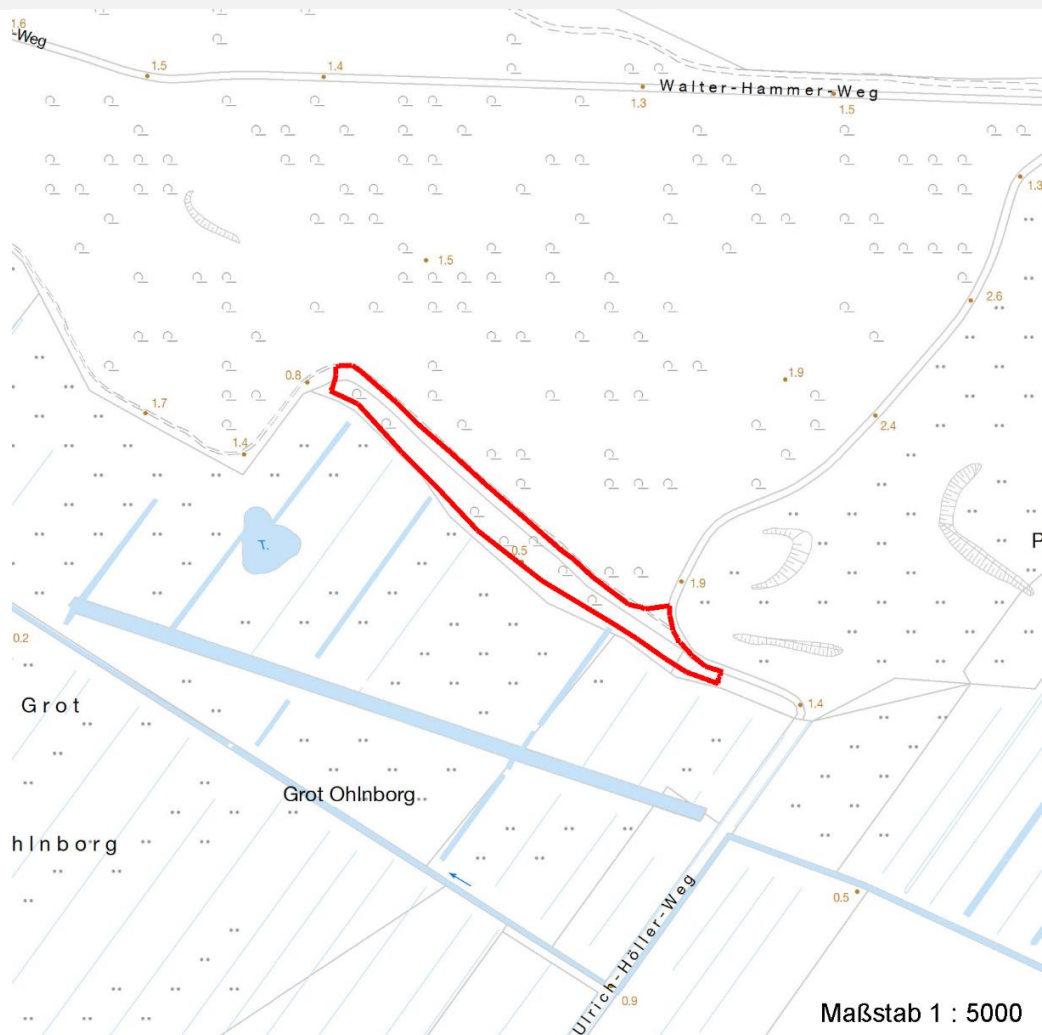 1.6
-Weg
1.5
1.4
1.3
Walter-Hammer-Weg
1.5
1.3
1.5
2.6
0.8
1.9
1.7
2.4
1.4
T.
0.5
P
1.9
0.2
Grot
1.4
Grot Ohlnborg
hlnborg
0.5
Ulrich-Höller-Weg
0.9
Maßstab 1 : 5000